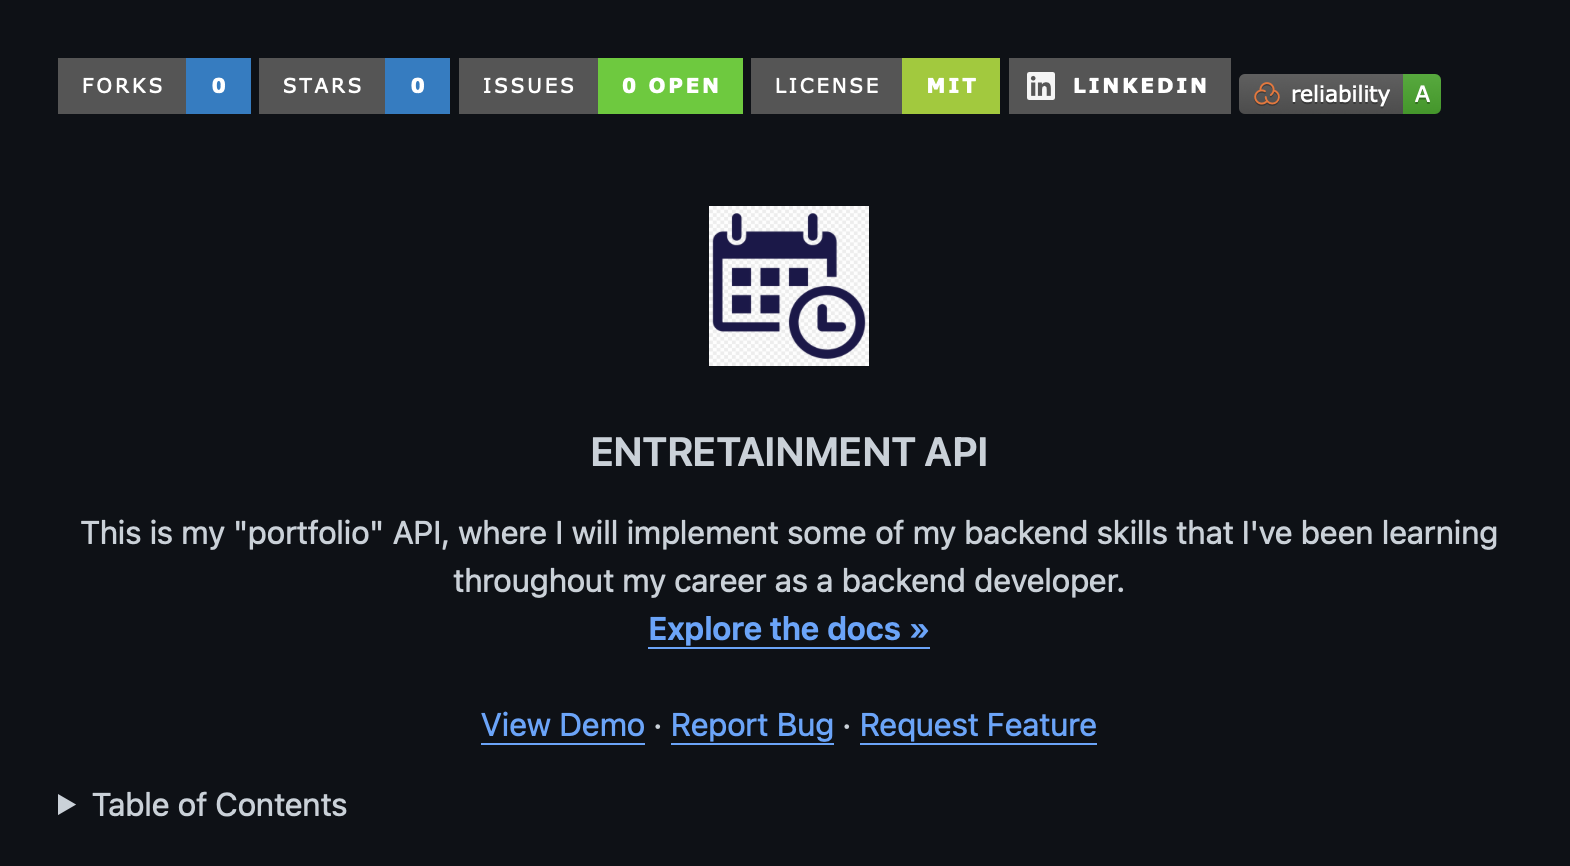 FORKS 0 STARS 0 ISSUES 0 OPEN LICENSE MIT in LINKEDIN reliability A
ENTRETAINMENT API
This is my "portfolio" API, where I will implement some of my backend skills that I've been learning
throughout my career as a backend developer.
Explore the docs »
View Demo · Report Bug · Request Feature
Table of Contents